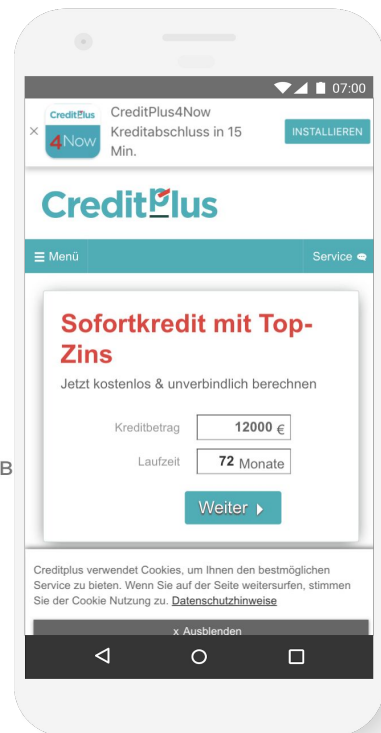 07:00
CreditPlus
4Now
CreditPlus4Now
Kreditabschluss in 15
Min.
× INSTALLIEREN
CreditPlus
☰ Menü Service
Sofortkredit mit Top-
Zins
Jetzt kostenlos & unverbindlich berechnen
Kreditbetrag 12000 €
Laufzeit 72 Monate
B
Weiter
Creditplus verwendet Cookies, um Ihnen den bestmöglichen
Service zu bieten. Wenn Sie auf der Seite weitersurfen, stimmen
Sie der Cookie Nutzung zu. Datenschutzhinweise
x Ausblenden